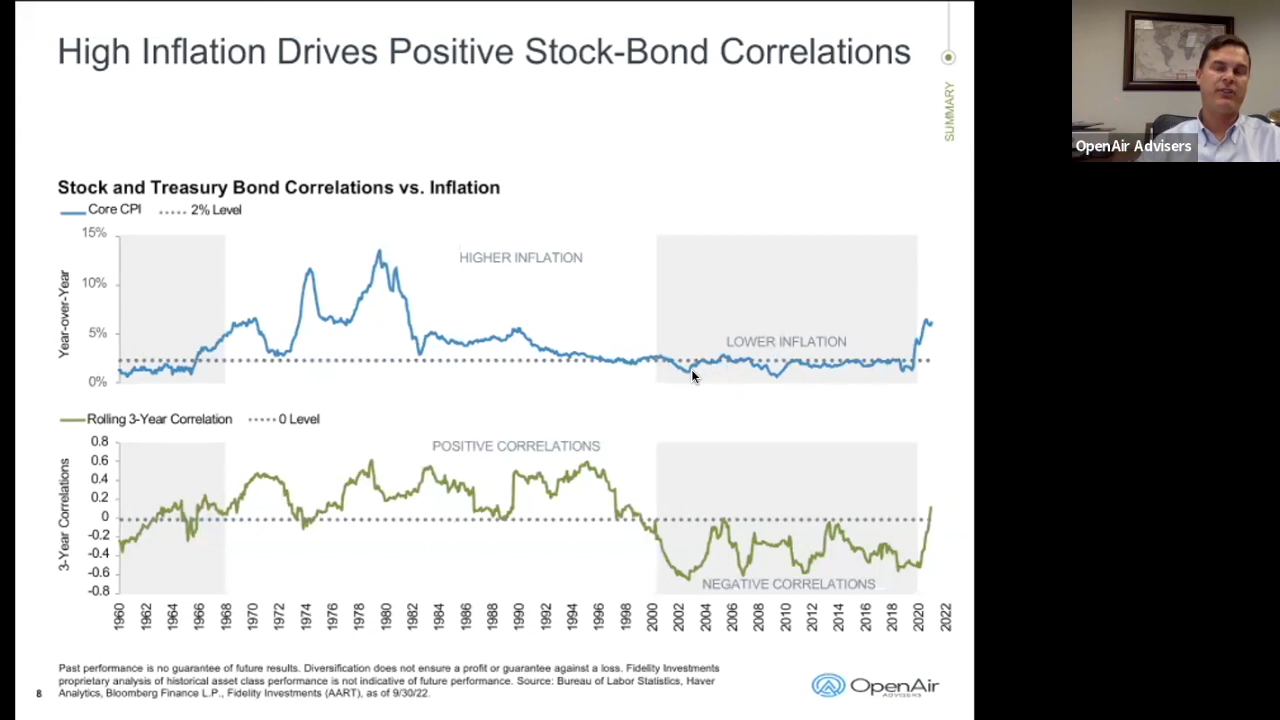 High Inflation Drives Positive Stock-Bond Correlations
SUMMARY
OpenAir Advisers
Stock and Treasury Bond Correlations vs. Inflation
Core CPI 2% Level
15%
10%
5%
0%
Year-over-Year
HIGHER INFLATION
LOWER INFLATION
Rolling 3-Year Correlation 0 Level
0.8
0.6
0.4
0.2
0
-0.2
-0.4
-0.6
-0.8
3-Year Correlations
POSITIVE CORRELATIONS
NEGATIVE CORRELATIONS
1960 1962 1964 1966 1968 1970 1972 1974 1976 1978 1980 1982 1984 1986 1988 1990 1992 1994 1996 1998 2000 2002 2004 2006 2008 2010 2012 2014 2016 2018 2020 2022
Past performance is no guarantee of future results. Diversification does not ensure a profit or guarantee against a loss. Fidelity Investments
proprietary analysis of historical asset class performance is not indicative of future performance. Source: Bureau of Labor Statistics, Haver
Analytics, Bloomberg Finance L.P., Fidelity Investments (AART), as of 9/30/22.
8
OpenAir
ADVISERS